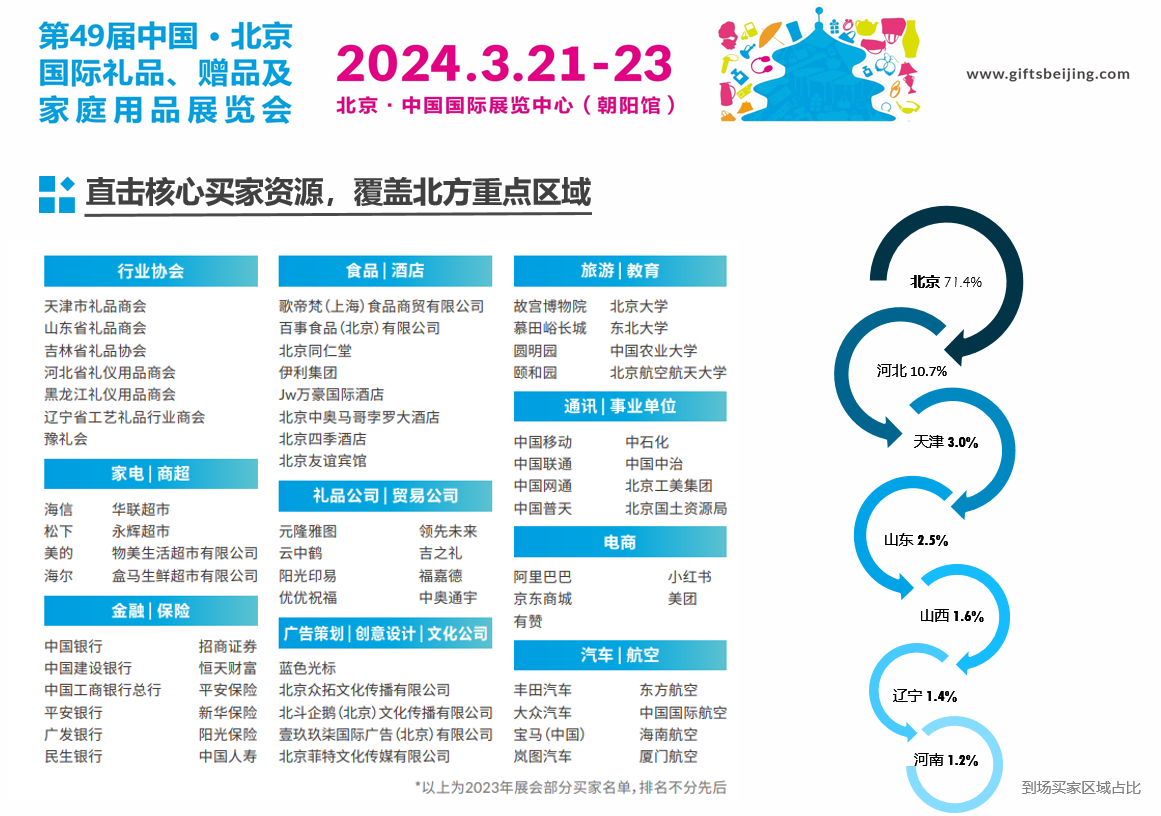 第49届中国·北京
国际礼品、赠品及
家庭用品展览会
2024.3.21-23
北京·中国国际展览中心（朝阳馆）
www.giftsbeijing.com
直击核心买家资源，覆盖北方重点区域
行业协会
天津市礼品商会
山东省礼品商会
吉林省礼品协会
河北省礼仪用品商会
黑龙江礼仪用品商会
辽宁省工艺礼品行业商会
豫礼会
家电|商超
海信 华联超市
松下 永辉超市
美的 物美生活超市有限公司
海尔 盒马生鲜超市有限公司
金融|保险
中国银行 招商证券
中国建设银行 恒天财富
中国工商银行总行 平安保险
平安银行 新华保险
广发银行 阳光保险
民生银行 中国人寿
食品|酒店
歌帝梵(上海)食品商贸有限公司
百事食品(北京)有限公司
北京同仁堂
伊利集团
Jw万豪国际酒店
北京中奥马哥孛罗大酒店
北京四季酒店
北京友谊宾馆
礼品公司|贸易公司
元隆雅图 领先未来
云中鹤 吉之礼
阳光印易 福嘉德
优优祝福 中奥通宇
广告策划|创意设计|文化公司
蓝色光标
北京众拓文化传播有限公司
北斗企鹅(北京)文化传播有限公司
壹玖玖柒国际广告(北京)有限公司
北京菲特文化传媒有限公司
旅游|教育
故宫博物院 北京大学
慕田峪长城 东北大学
圆明园 中国农业大学
颐和园 北京航空航天大学
通讯|事业单位
中国移动 中石化
中国联通 中国中冶
中国网通 北京工美集团
中国普天 北京国土资源局
电商
阿里巴巴 小红书
京东商城 美团
有赞
汽车|航空
丰田汽车 东方航空
大众汽车 中国国际航空
宝马(中国) 海南航空
岚图汽车 厦门航空
*以上为2023年展会部分买家名单,排名不分先后
北京 71.4%
河北 10.7%
天津 3.0%
山东 2.5%
山西 1.6%
辽宁 1.4%
河南 1.2%
到场买家区域占比